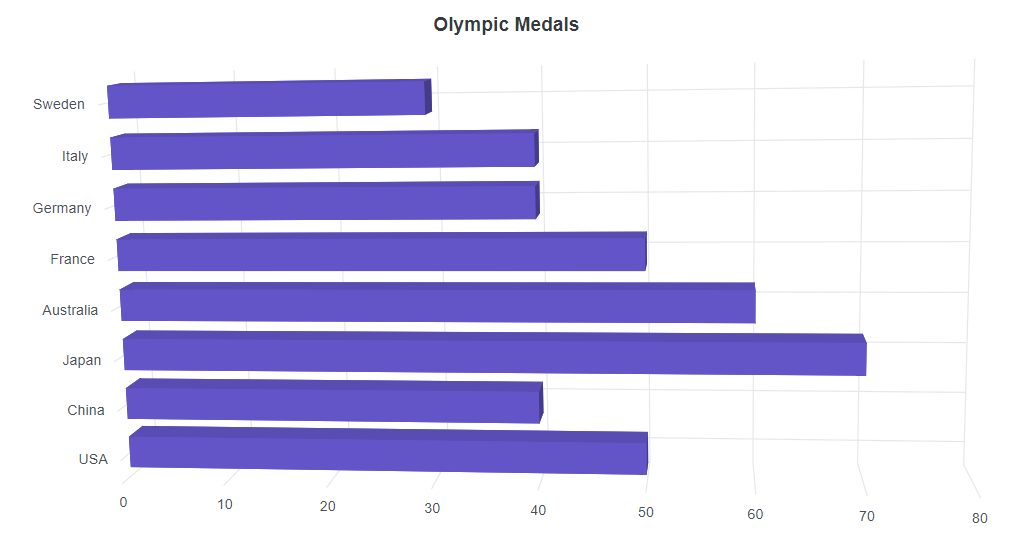 Olympic Medals
Sweden
Italy
Germany
France
Australia
Japan
China
USA
0 10 20 30 40 50 60 70 80